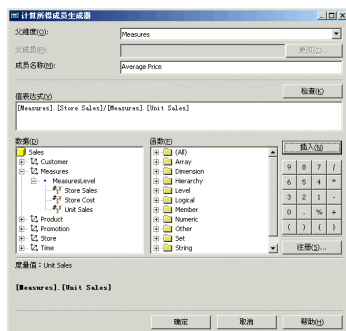 计算所得成员生成器
父维度(O):
Measures
父成员(P):
更改(C)...
成员名称(M):
Average Price
值表达式(V)
检查(K)
[Measures].[Store Sales]/[Measures].[Unit Sales]
数据(D)
函数(F)
插入(N)
Sales
Customer
Measures
MeasuresLevel
Store Sales
Store Cost
Unit Sales
Product
Promotion
Store
Time
(All)
Array
Dimension
Hierarchy
Level
Logical
Member
Numeric
Other
Set
String
9 8 7 /
6 5 4 *
3 2 1 -
0 . % +
( ) { }
注册(S)...
度量值：Unit Sales
[Measures].[Unit Sales]
确定
取消
帮助(H)